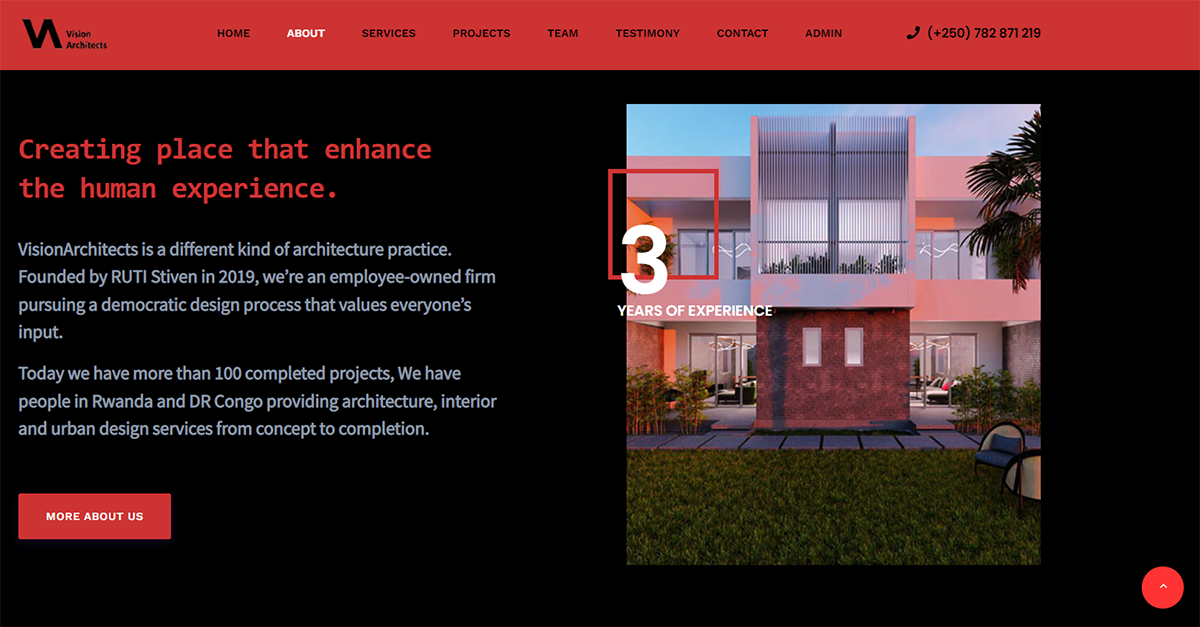 Vision
Architects
HOME ABOUT SERVICES PROJECTS TEAM TESTIMONY CONTACT ADMIN (+250) 782 871 219
Creating place that enhance
the human experience.
VisionArchitects is a different kind of architecture practice.
Founded by RUTI Stiven in 2019, we’re an employee-owned firm
pursuing a democratic design process that values everyone’s
input.
Today we have more than 100 completed projects, We have
people in Rwanda and DR Congo providing architecture, interior
and urban design services from concept to completion.
MORE ABOUT US
3
YEARS OF EXPERIENCE